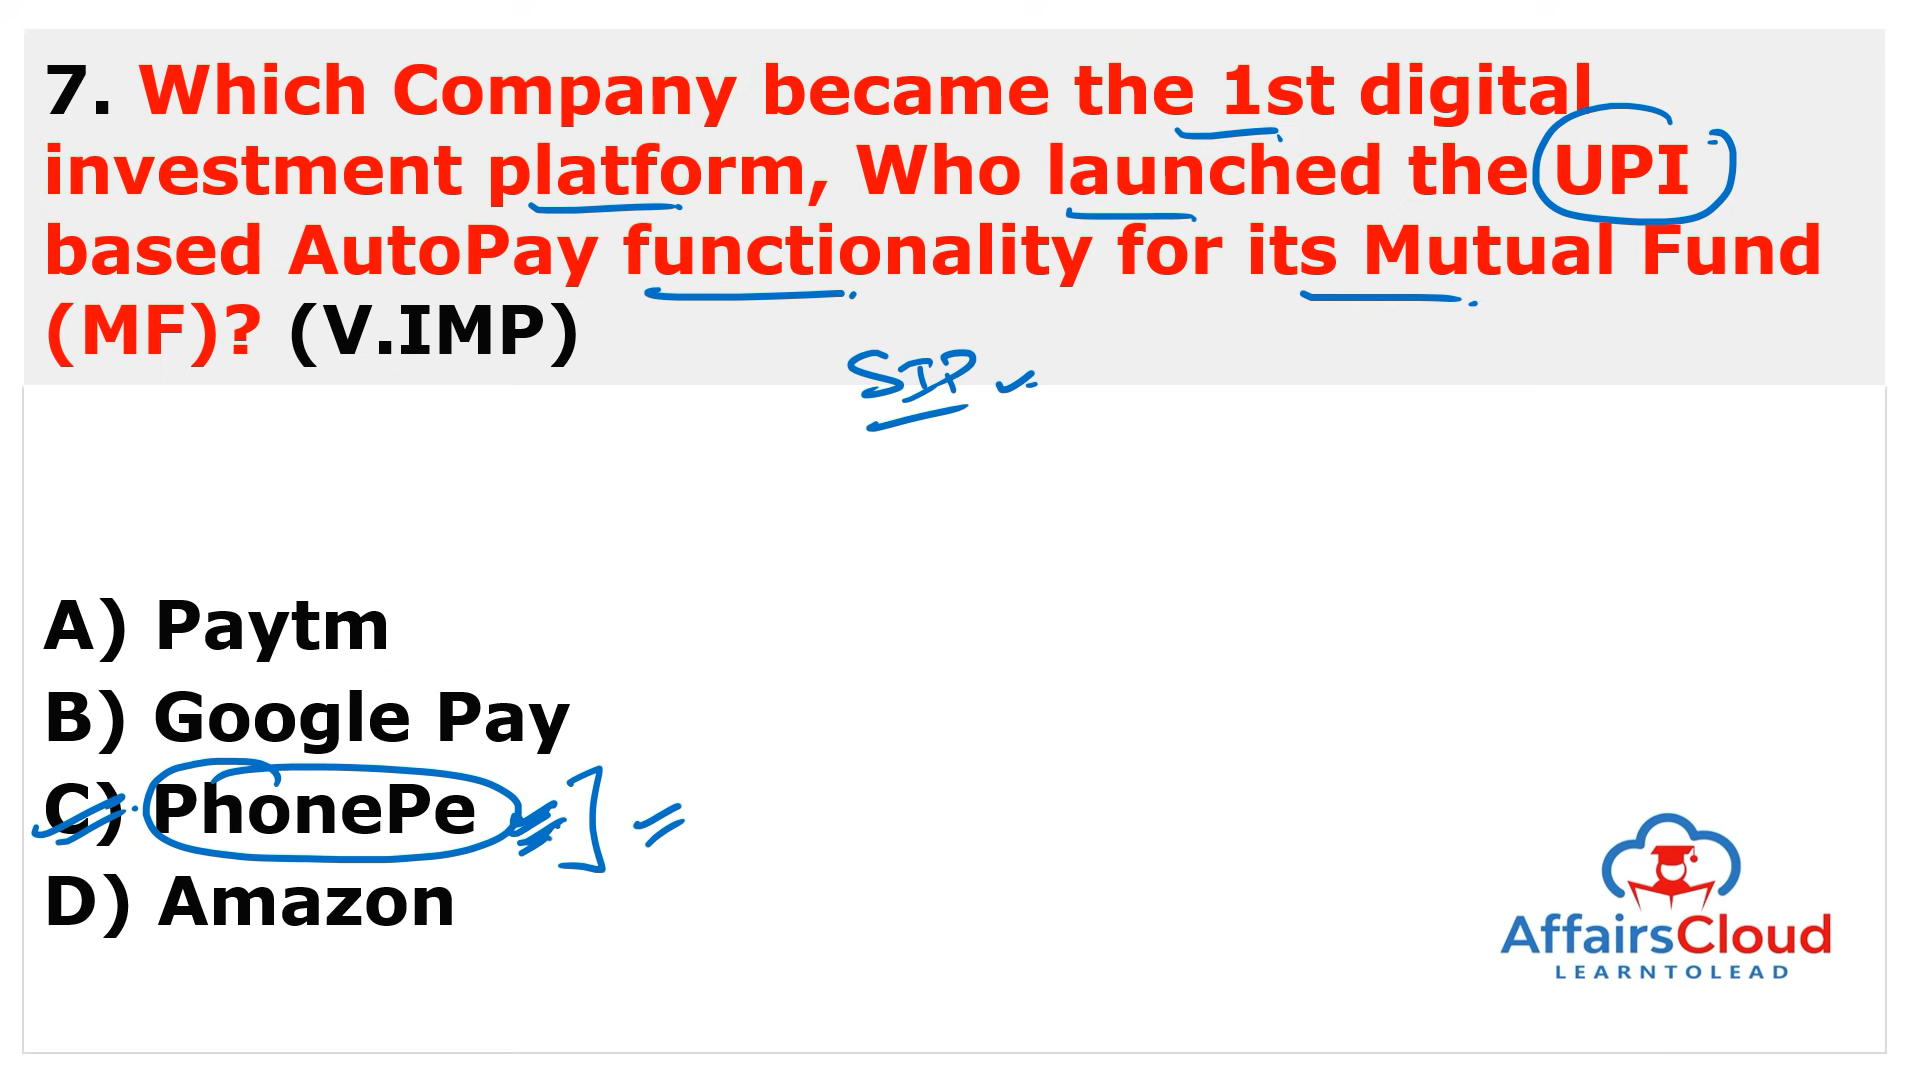 7. Which Company became the 1st digital
investment platform, Who launched the UPI
based AutoPay functionality for its Mutual Fund
(MF)? (V.IMP)
SIP
A) Paytm
B) Google Pay
C) PhonePe
D) Amazon
AffairsCloud
LEARNTOLEAD